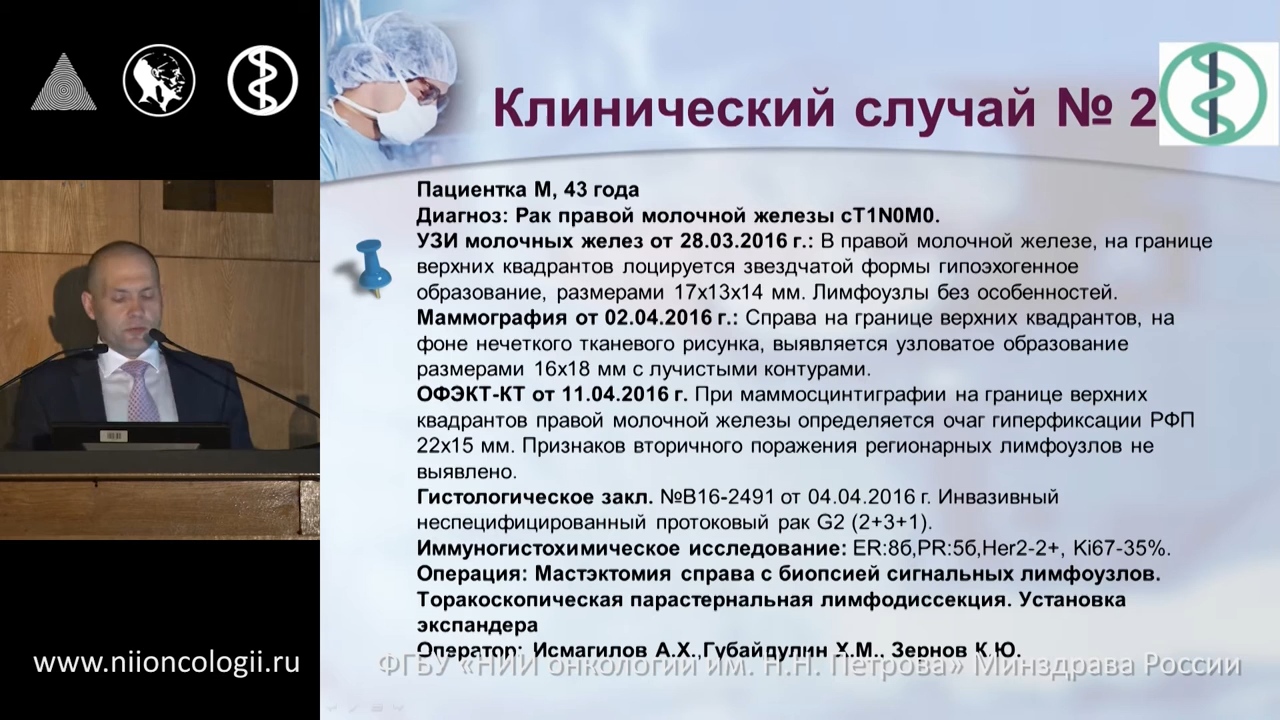 Клинический случай № 2
Пациентка М, 43 года
Диагноз: Рак правой молочной железы cT1N0M0.
УЗИ молочных желез от 28.03.2016 г.: В правой молочной железе, на границе
верхних квадрантов лоцируется звездчатой формы гипоэхогенное
образование, размерами 17х13х14 мм. Лимфоузлы без особенностей.
Маммография от 02.04.2016 г.: Справа на границе верхних квадрантов, на
фоне нечеткого тканевого рисунка, выявляется узловатое образование
размерами 16х18 мм с лучистыми контурами.
ОФЭКТ-КТ от 11.04.2016 г. При маммосцинтиграфии на границе верхних
квадрантов правой молочной железы определяется очаг гиперфиксации РФП
22х15 мм. Признаков вторичного поражения регионарных лимфоузлов не
выявлено.
Гистологическое закл. №В16-2491 от 04.04.2016 г. Инвазивный
неспецифицированный протоковый рак G2 (2+3+1).
Иммуногистохимическое исследование: ER:8б,PR:5б,Her2-2+, Ki67-35%.
Операция: Мастэктомия справа с биопсией сигнальных лимфоузлов.
Торакоскопическая парастернальная лимфодиссекция. Установка
экспандера
Оператор: Исмагилов А.Х.,Губайдулин Х.М., Зернов К.Ю.
www.niioncologii.ru
ФГБУ «НИИ онкологии им. Н.Н. Петрова» Минздрава России